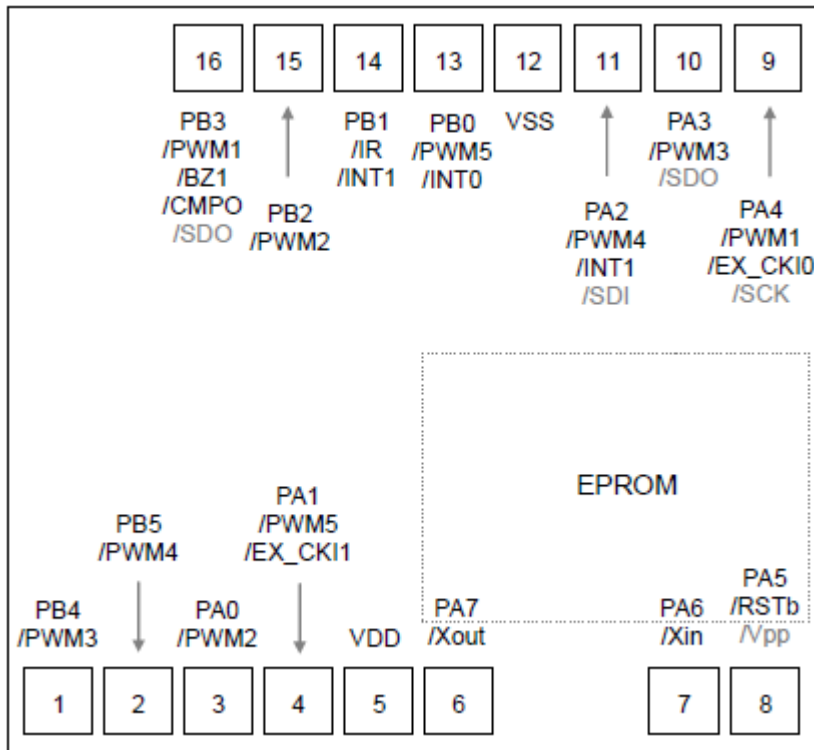 16 15 14 13 12 11 10 9
PB3
/PWM1
/BZ1
/CMPO
/SDO
PB2
/PWM2
PB1
/IR
/INT1
PB0
/PWM5
/INT0
VSS
PA2
/PWM4
/INT1
/SDI
PA3
/PWM3
/SDO
PA4
/PWM1
/EX_CKI0
/SCK
EPROM
PB4
/PWM3
PB5
/PWM4
PA0
/PWM2
PA1
/PWM5
/EX_CKI1
VDD
PA7
/Xout
PA6
/Xin
PA5
/RSTb
/Vpp
1 2 3 4 5 6 7 8